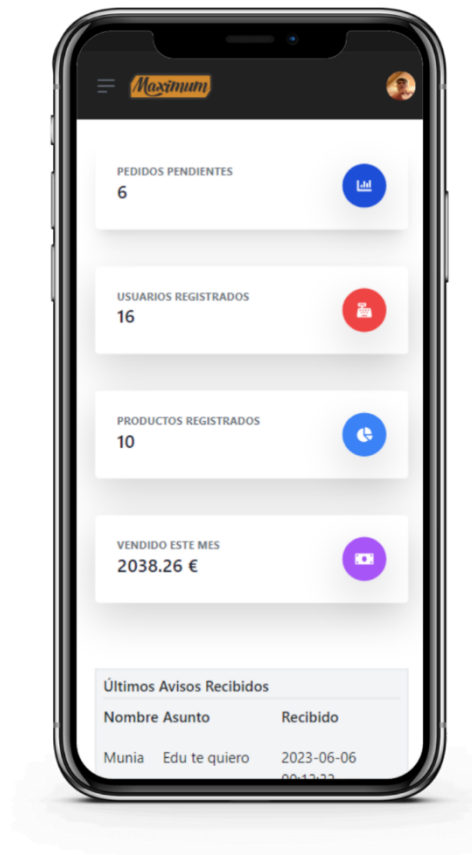 Maximum
PEDIDOS PENDIENTES
6
USUARIOS REGISTRADOS
16
PRODUCTOS REGISTRADOS
10
VENDIDO ESTE MES
2038.26 €
Últimos Avisos Recibidos
Nombre Asunto Recibido
Munia Edu te quiero 2023-06-06